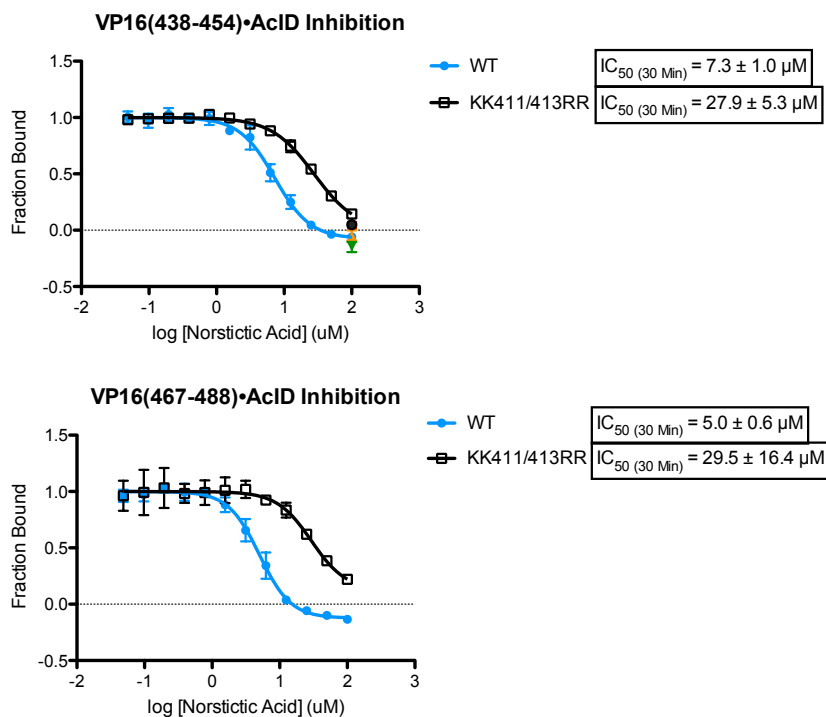 VP16(438-454)•AcID Inhibition
WT
IC50 (30 Min) = 7.3 ± 1.0 µM
KK411/413RR
IC50 (30 Min) = 27.9 ± 5.3 µM
Fraction Bound
1.5
1.0
0.5
0.0
-0.5
-2 -1 0 1 2 3
log [Norstictic Acid] (uM)
VP16(467-488)•AcID Inhibition
WT
IC50 (30 Min) = 5.0 ± 0.6 µM
KK411/413RR
IC50 (30 Min) = 29.5 ± 16.4 µM
Fraction Bound
1.5
1.0
0.5
0.0
-0.5
-2 -1 0 1 2 3
log [Norstictic Acid] (uM)